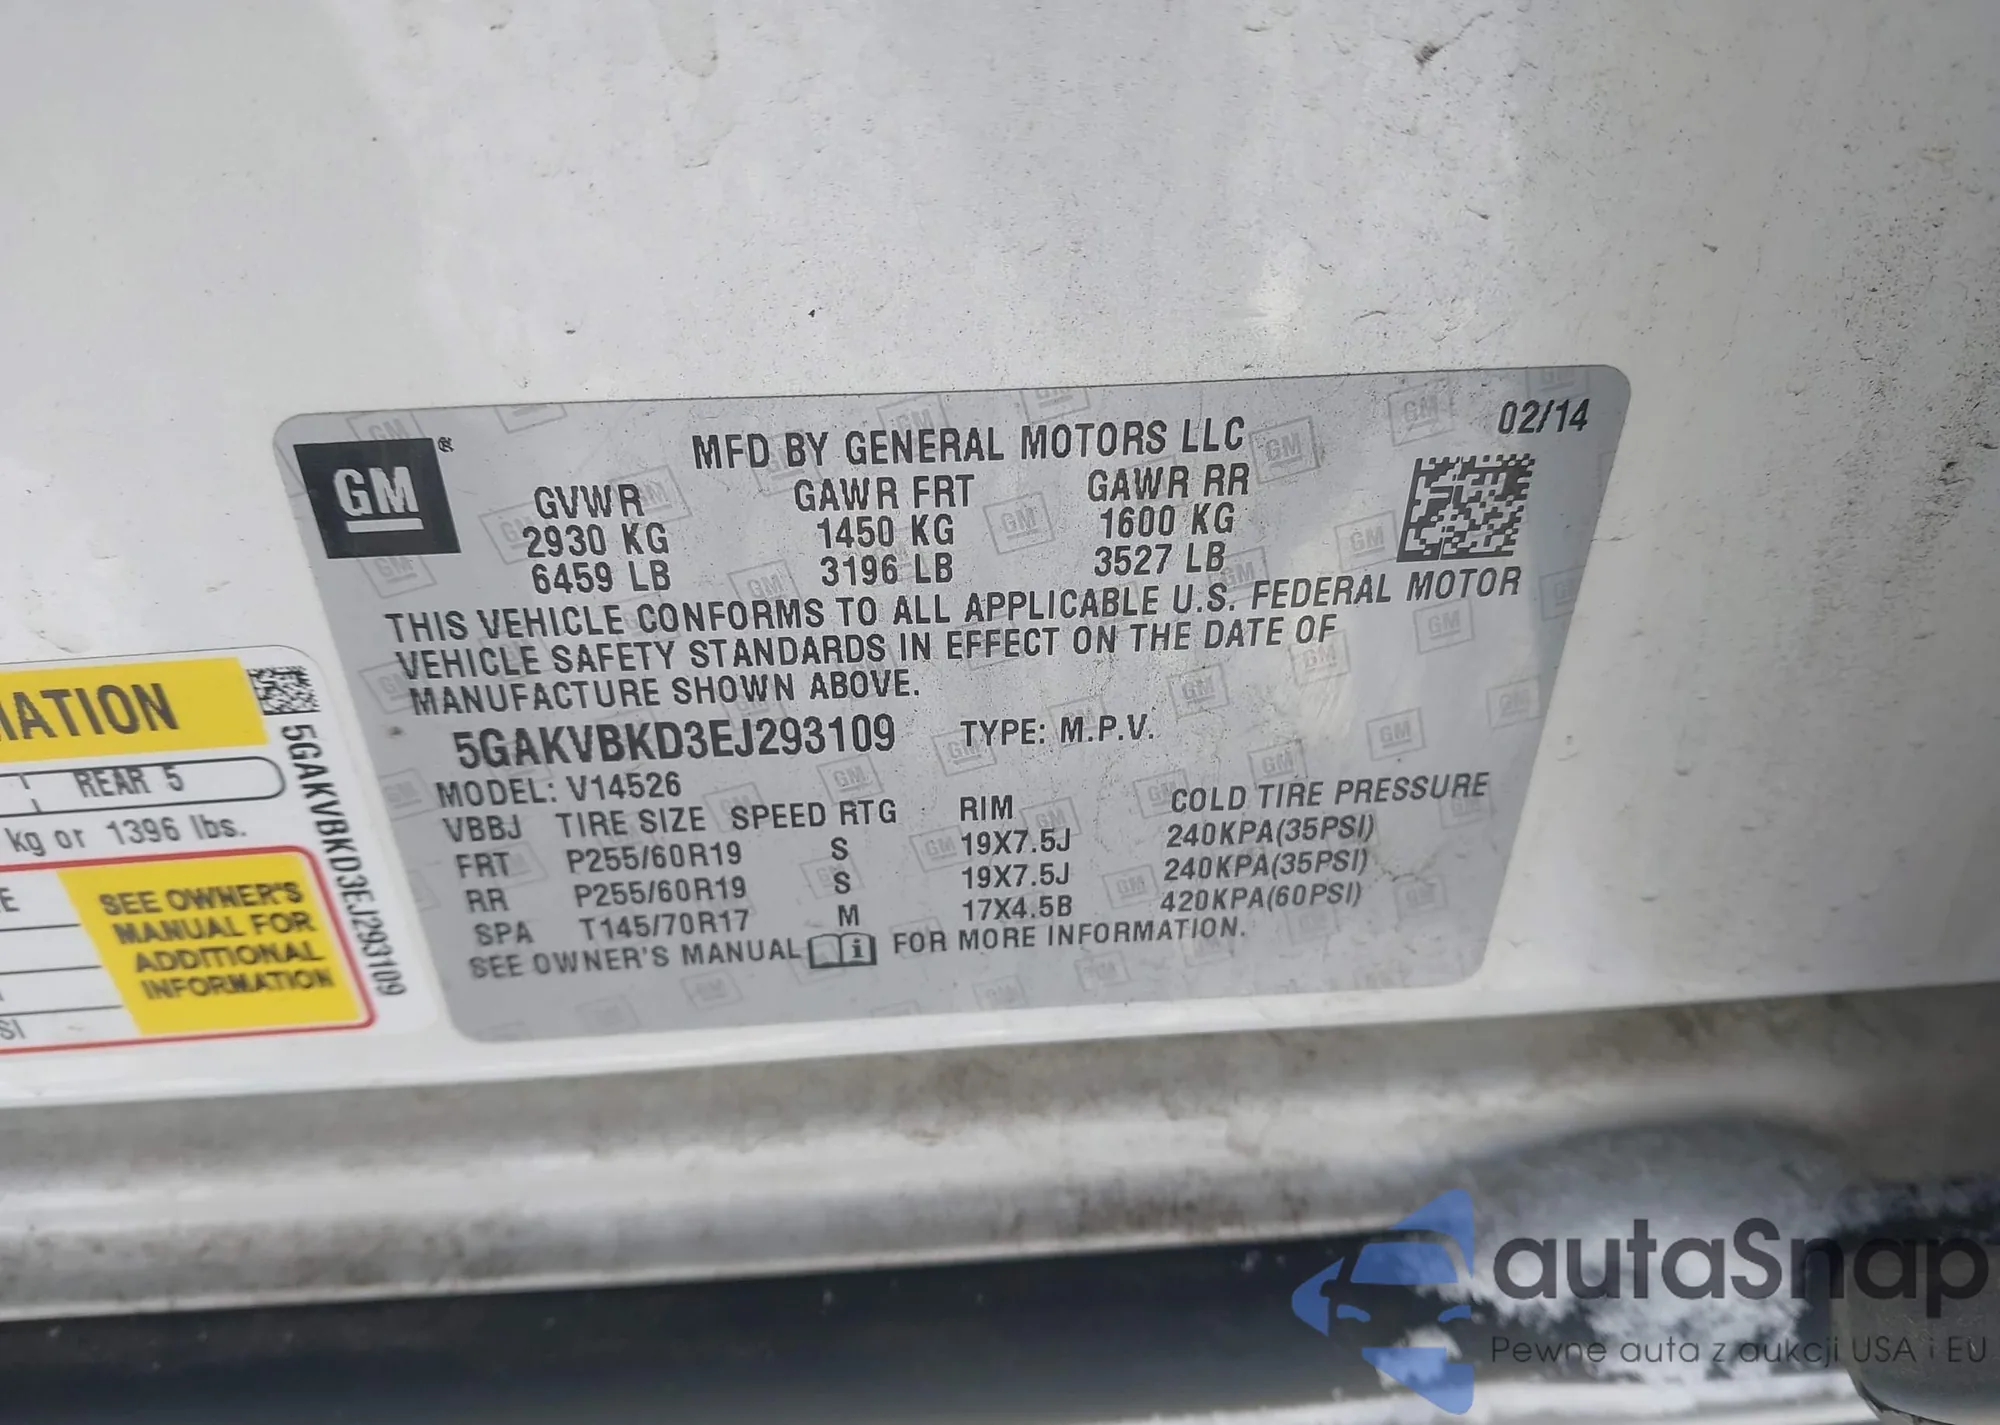 GM ®
MFD BY GENERAL MOTORS LLC
02/14
GVWR GAWR FRT GAWR RR
2930 KG 1450 KG 1600 KG
6459 LB 3196 LB 3527 LB
THIS VEHICLE CONFORMS TO ALL APPLICABLE U.S. FEDERAL MOTOR
VEHICLE SAFETY STANDARDS IN EFFECT ON THE DATE OF
MANUFACTURE SHOWN ABOVE.
5GAKVBKD3EJ293109 TYPE: M.P.V.
MODEL: V14526
VBBJ TIRE SIZE SPEED RTG RIM COLD TIRE PRESSURE
FRT P255/60R19 S 19X7.5J 240KPA(35PSI)
RR P255/60R19 S 19X7.5J 240KPA(35PSI)
SPA T145/70R17 M 17X4.5B 420KPA(60PSI)
SEE OWNER'S MANUAL i FOR MORE INFORMATION.
MATION
REAR 5
kg or 1396 lbs.
E
SEE OWNER'S
MANUAL FOR
ADDITIONAL
INFORMATION
SI
5GAKVBKD3EJ293109
autaSnap
Pewne auta z aukcji USA i EU